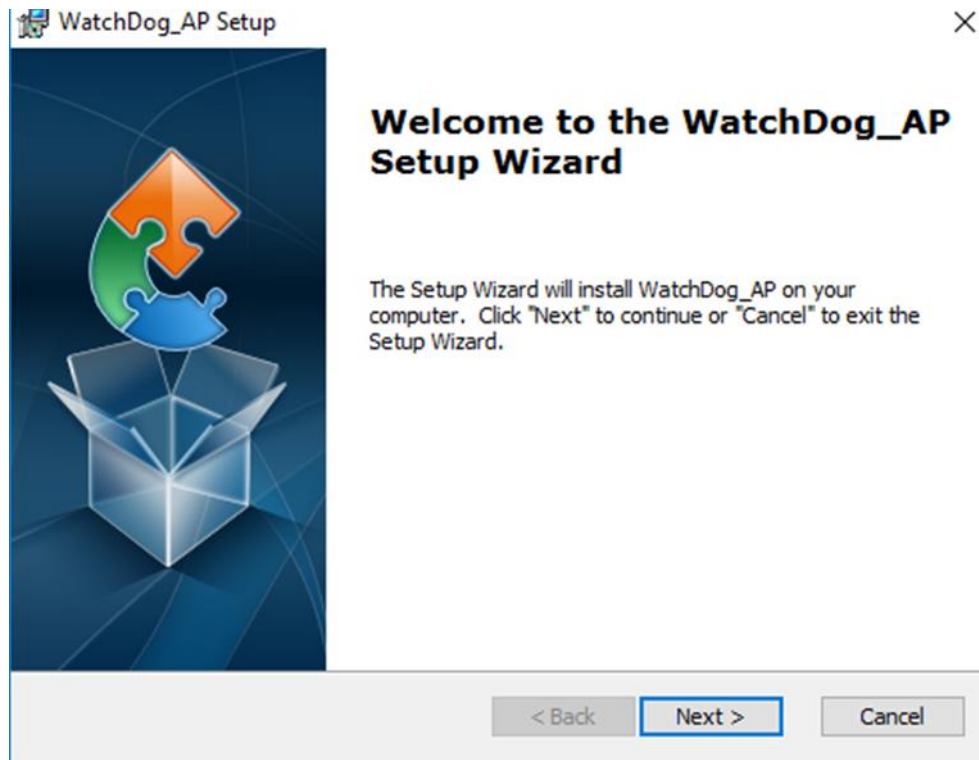 WatchDog_AP Setup
Welcome to the WatchDog_AP
Setup Wizard
The Setup Wizard will install WatchDog_AP on your
computer. Click "Next" to continue or "Cancel" to exit the
Setup Wizard.
< Back Next > Cancel